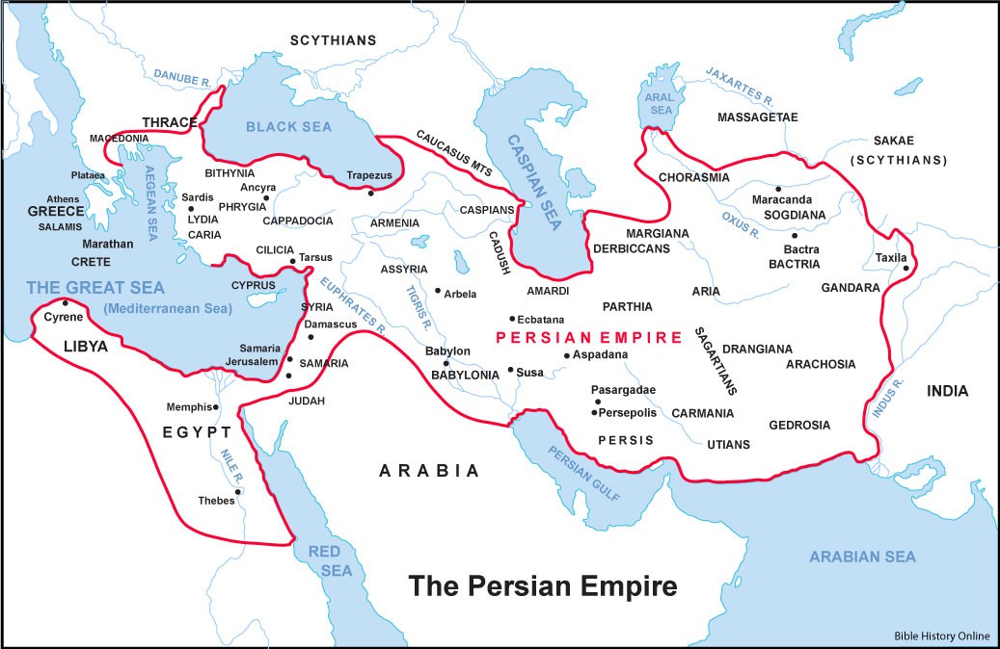 SCYTHIANS
DANUBE R.
JAXARTES R.
ARAL
SEA
THRACE
BLACK SEA
MASSAGETAE
MACEDONIA
CAUCASUS MTS
CASPIAN SEA
SAKAE
(SCYTHIANS)
Plataea
AEGEAN SEA
BITHYNIA
Trapezus
CHORASMIA
Ancyra
Athens
Sardis
Maracanda
GREECE
PHRYGIA
CASPIANS
SOGDIANA
SALAMIS
LYDIA
CAPPADOCIA
ARMENIA
OXUS R.
CARIA
MARGIANA
Marathan
CADUSH
DERBICCANS
Bactra
CILICIA
Tarsus
BACTRIA
Taxila
CRETE
ASSYRIA
THE GREAT SEA
(Mediterranean Sea)
CYPRUS
EUPHRATES R.
TIGRIS R.
Arbela
AMARDI
ARIA
GANDARA
Cyrene
SYRIA
PARTHIA
Ecbatana
Damascus
LIBYA
PERSIAN EMPIRE
SAGARTIANS
Samaria
Babylon
Aspadana
DRANGIANA
Jerusalem
SAMARIA
BABYLONIA
Susa
ARACHOSIA
JUDAH
Pasargadae
INDUS R.
INDIA
Memphis
Persepolis
CARMANIA
EGYPT
GEDROSIA
PERSIS
UTIANS
NILE R.
ARABIA
PERSIAN GULF
Thebes
RED
SEA
ARABIAN SEA
The Persian Empire
Bible History Online